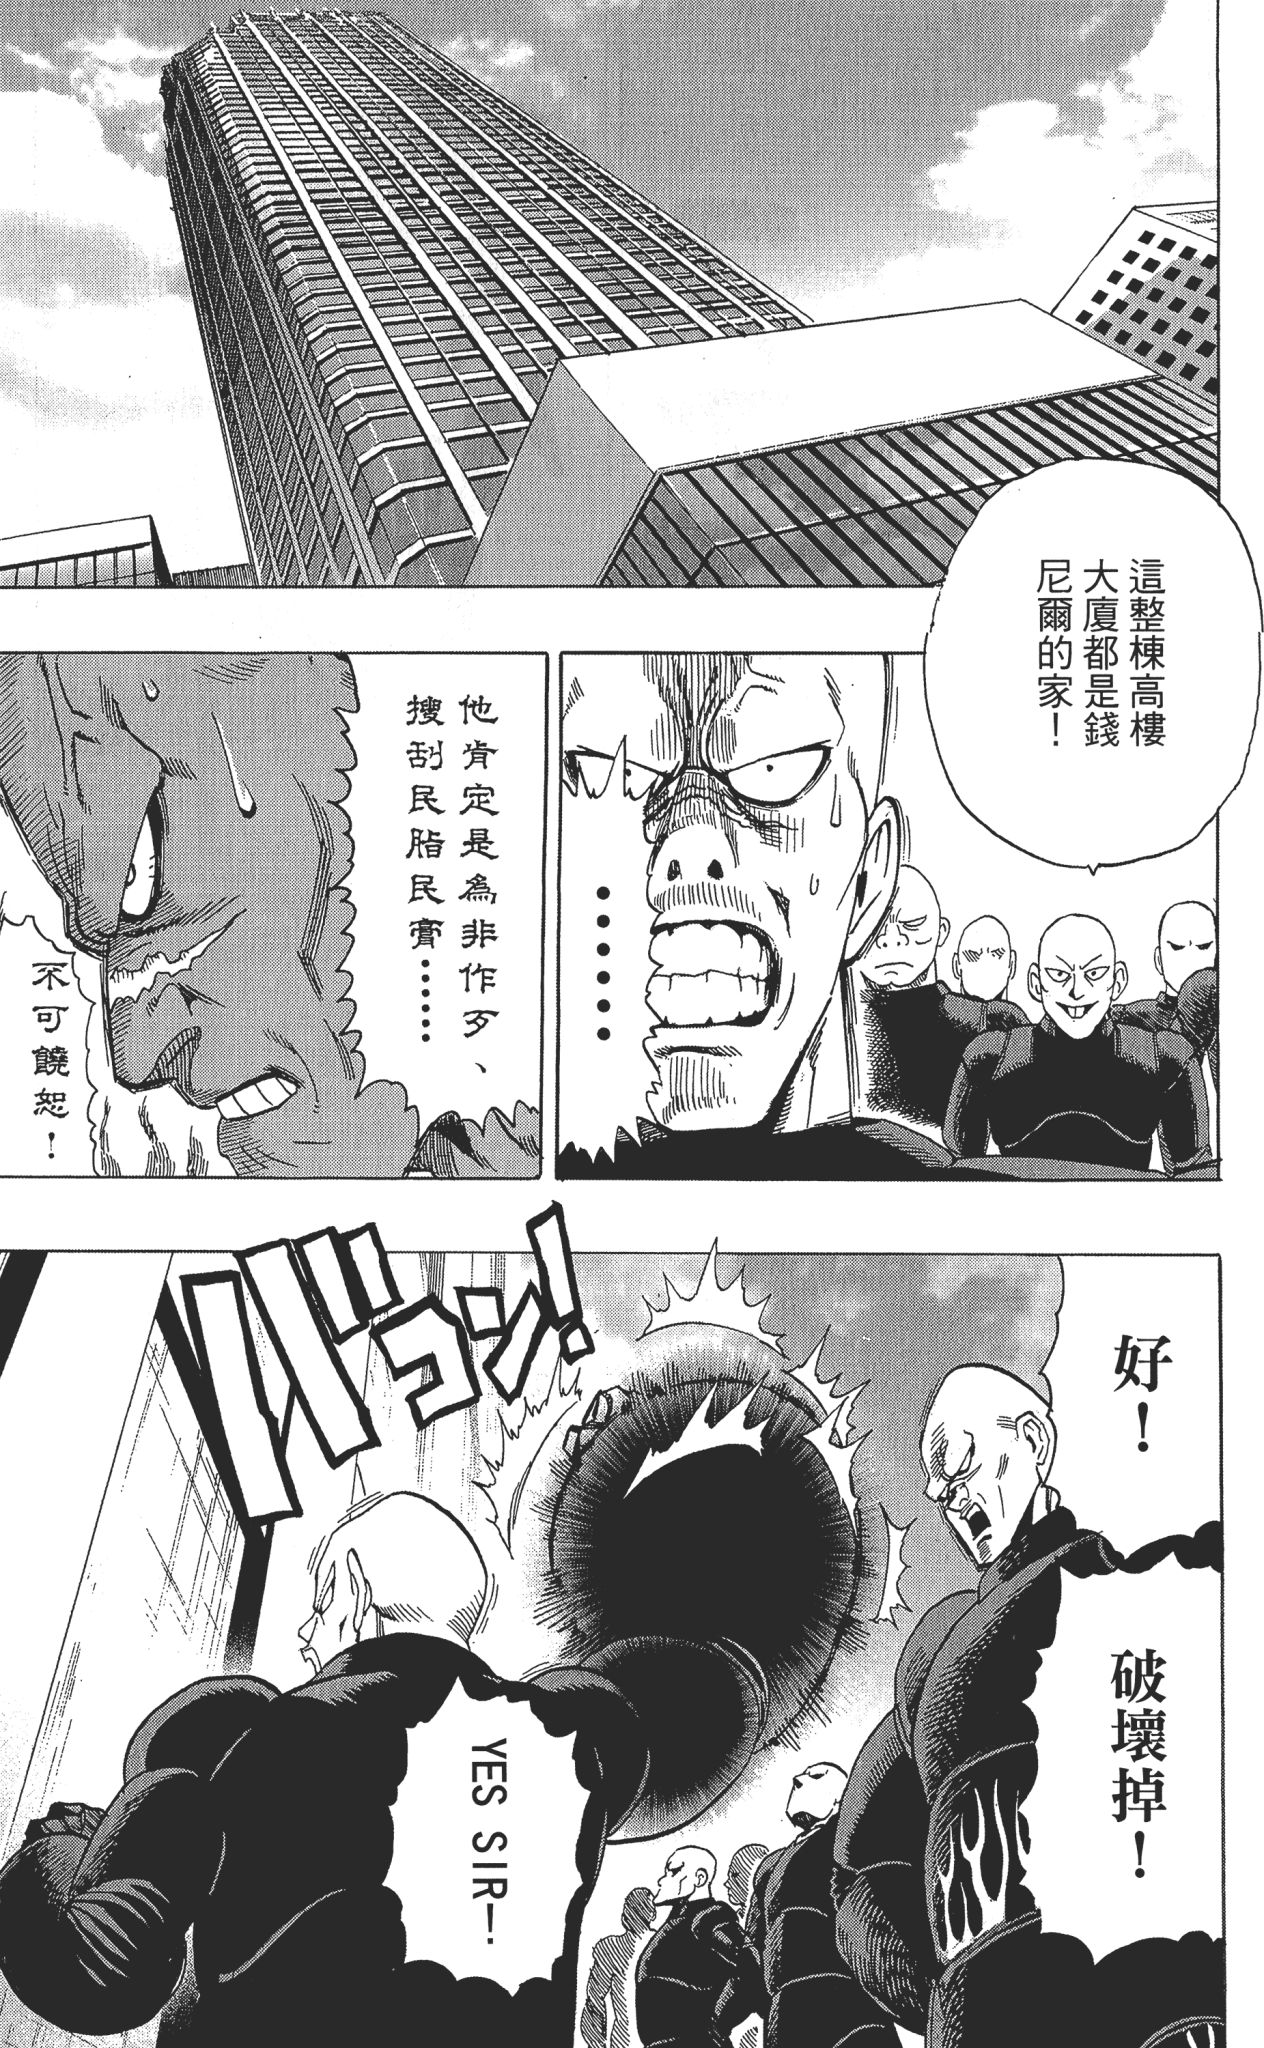 這整棟高樓
大廈都是錢
尼爾的家！
……
他肯定是為非作歹、
搜刮民脂民膏……
不可饒恕！
好！
破壞掉！
バコン！
YES SIR！